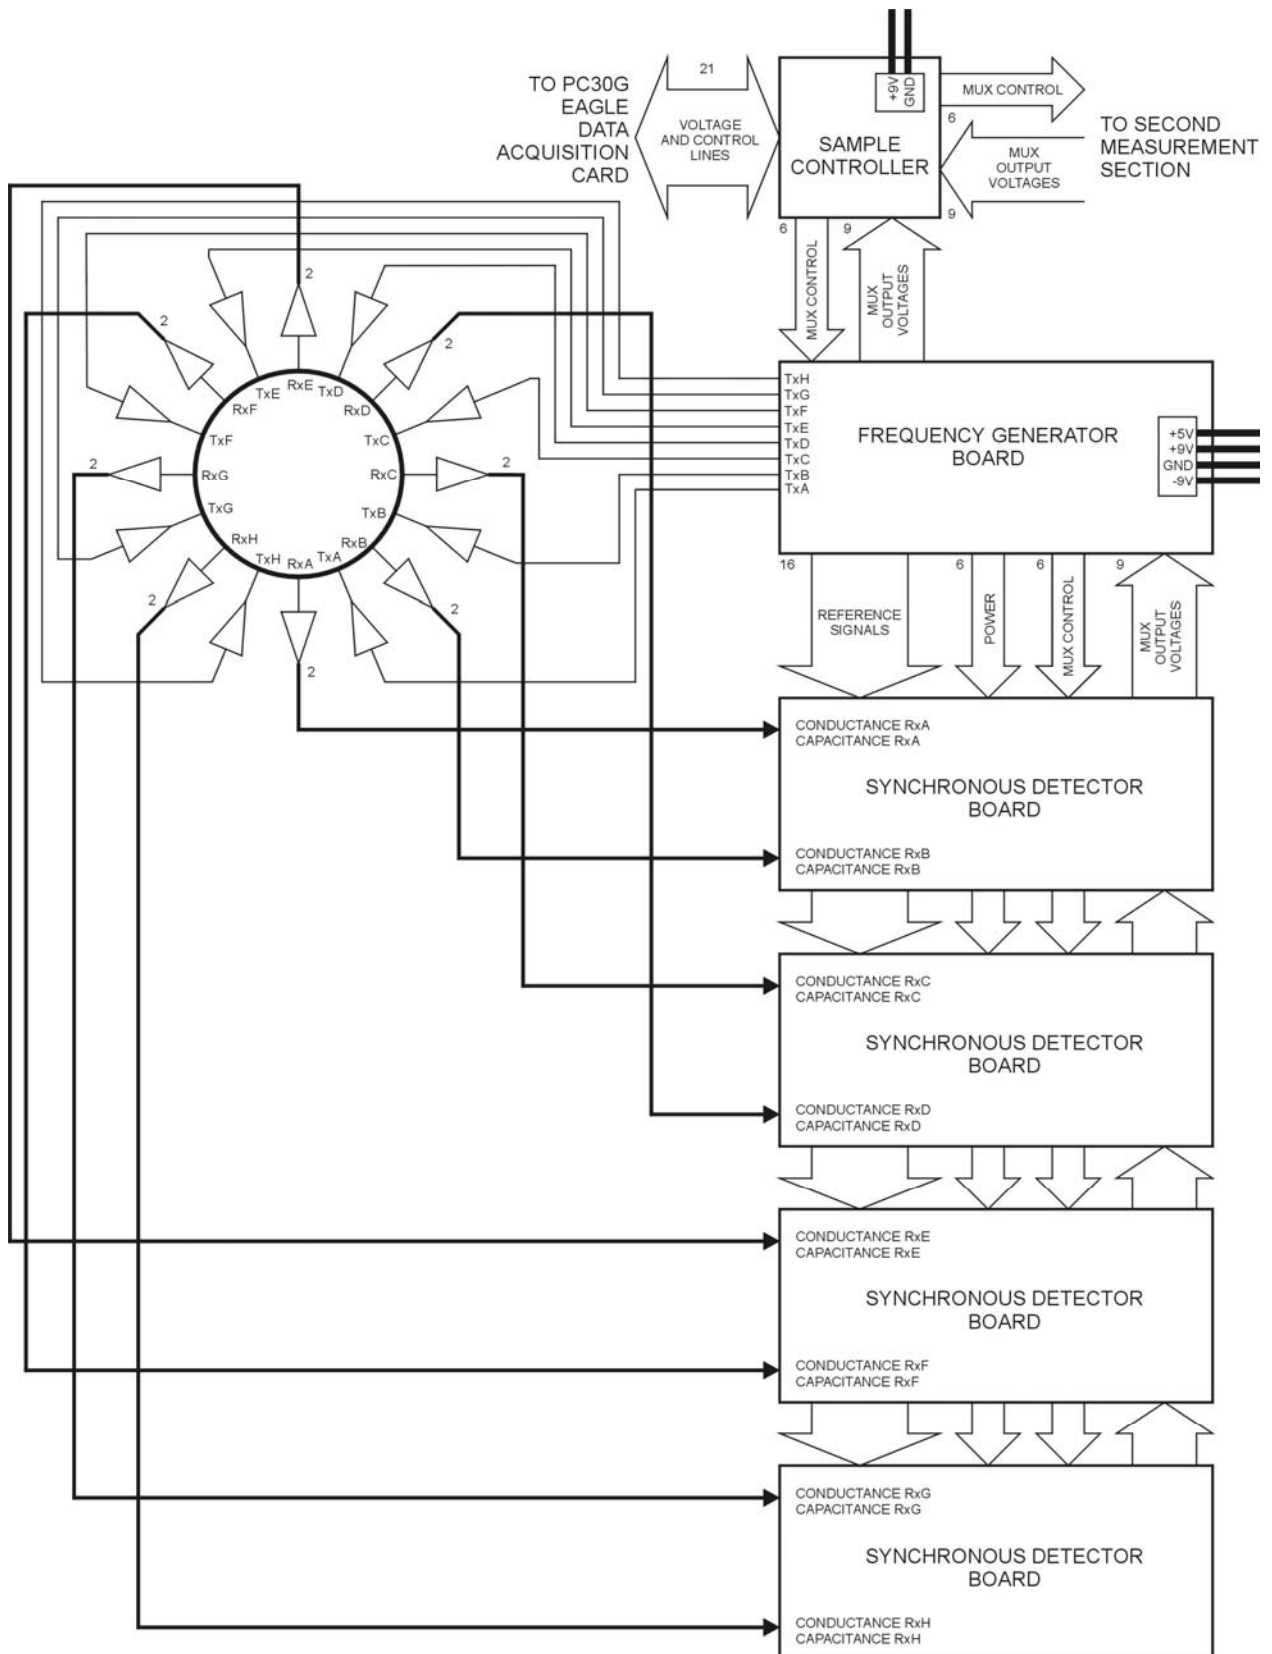 +9V
GND
21
TO PC30G
EAGLE
DATA
ACQUISITION
CARD
VOLTAGE
AND CONTROL
LINES
SAMPLE
CONTROLLER
MUX CONTROL
6
MUX
OUTPUT
VOLTAGES
9
TO SECOND
MEASUREMENT
SECTION
6
MUX CONTROL
9
MUX
OUTPUT
VOLTAGES
2
2
2
2
2
2
2
2
RxE
TxD
RxD
TxC
RxC
TxB
RxB
TxA
RxA
TxH
RxH
TxG
RxG
TxF
RxF
TxE
TxH
TxG
TxF
TxE
TxD
TxC
TxB
TxA
FREQUENCY GENERATOR
BOARD
+5V
+9V
GND
-9V
16
REFERENCE
SIGNALS
6
POWER
6
MUX CONTROL
9
MUX
OUTPUT
VOLTAGES
CONDUCTANCE RxA
CAPACITANCE RxA
SYNCHRONOUS DETECTOR
BOARD
CONDUCTANCE RxB
CAPACITANCE RxB
CONDUCTANCE RxC
CAPACITANCE RxC
SYNCHRONOUS DETECTOR
BOARD
CONDUCTANCE RxD
CAPACITANCE RxD
CONDUCTANCE RxE
CAPACITANCE RxE
SYNCHRONOUS DETECTOR
BOARD
CONDUCTANCE RxF
CAPACITANCE RxF
CONDUCTANCE RxG
CAPACITANCE RxG
SYNCHRONOUS DETECTOR
BOARD
CONDUCTANCE RxH
CAPACITANCE RxH